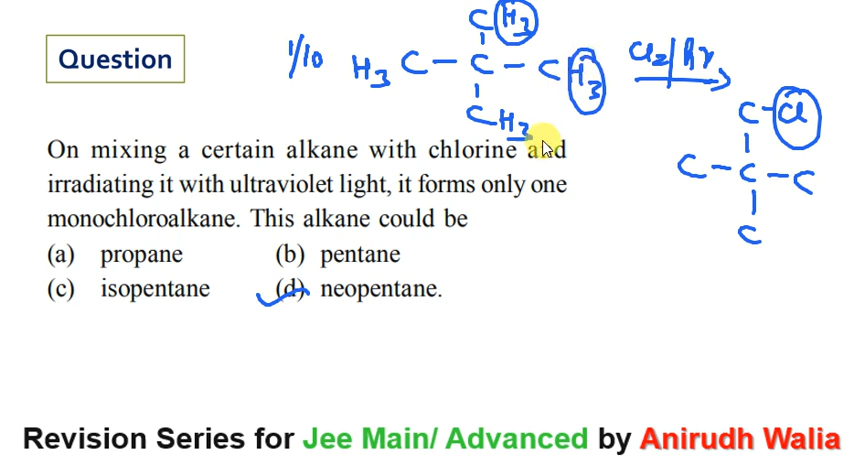 Question
1/10
CH3
H3C - C - CH3
CH3
Cl2/hν
C-Cl
C-C-C
C
On mixing a certain alkane with chlorine and
irradiating it with ultraviolet light, it forms only one
monochloroalkane. This alkane could be
(a) propane (b) pentane
(c) isopentane (d) neopentane.
Revision Series for Jee Main/ Advanced by Anirudh Walia